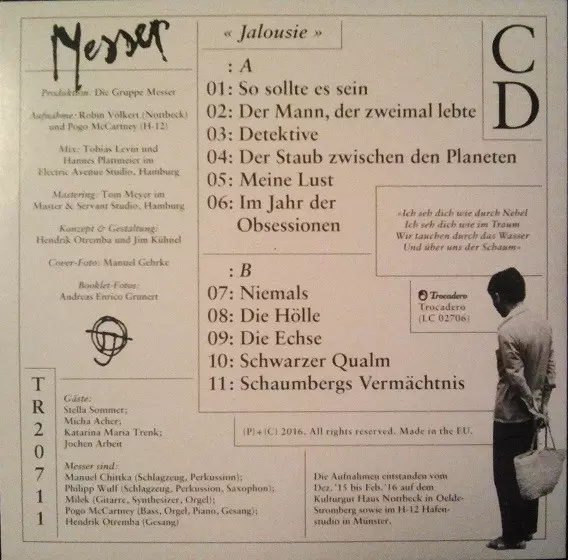 Messer
Produktion: Die Gruppe Messer
Aufnahme: Robin Völkert (Nottbeck)
und Pogo McCartney (H-12)
Mix: Tobias Levin und
Hannes Plattmeier im
Electric Avenue Studio, Hamburg
Mastering: Tom Meyer im
Master & Servant Studio, Hamburg
Konzept & Gestaltung:
Hendrik Otremba und Jim Kühnel
Cover-Foto: Manuel Gehrke
Booklet-Fotos:
Andreas Enrico Grunert
« Jalousie »
: A
01: So sollte es sein
02: Der Mann, der zweimal lebte
03: Detektive
04: Der Staub zwischen den Planeten
05: Meine Lust
06: Im Jahr der
Obsessionen
: B
07: Niemals
08: Die Hölle
09: Die Echse
10: Schwarzer Qualm
11: Schaumbergs Vermächtnis
CD
»Ich seh dich wie durch Nebel
Ich seh dich wie im Traum
Wir tauchen durch das Wasser
Und über uns der Schaum«
Trocadero
Trocadero
(LC 02706)
TR20711
Gäste:
Stella Sommer;
Micha Acher;
Katarina Maria Trenk;
Jochen Arbeit
Messer sind:
Manuel Chittka (Schlagzeug, Perkussion);
Philipp Wulf (Schlagzeug, Perkussion, Saxophon);
Milek (Gitarre, Synthesizer, Orgel);
Pogo McCartney (Bass, Orgel, Piano, Gesang);
Hendrik Otremba (Gesang)
(P)+(C) 2016. All rights reserved. Made in the EU.
Die Aufnahmen entstanden vom
Dez. '15 bis Feb. '16 auf dem
Kulturgut Haus Nottbeck in Oelde-
Stromberg sowie im H-12 Hafen-
studio in Münster.